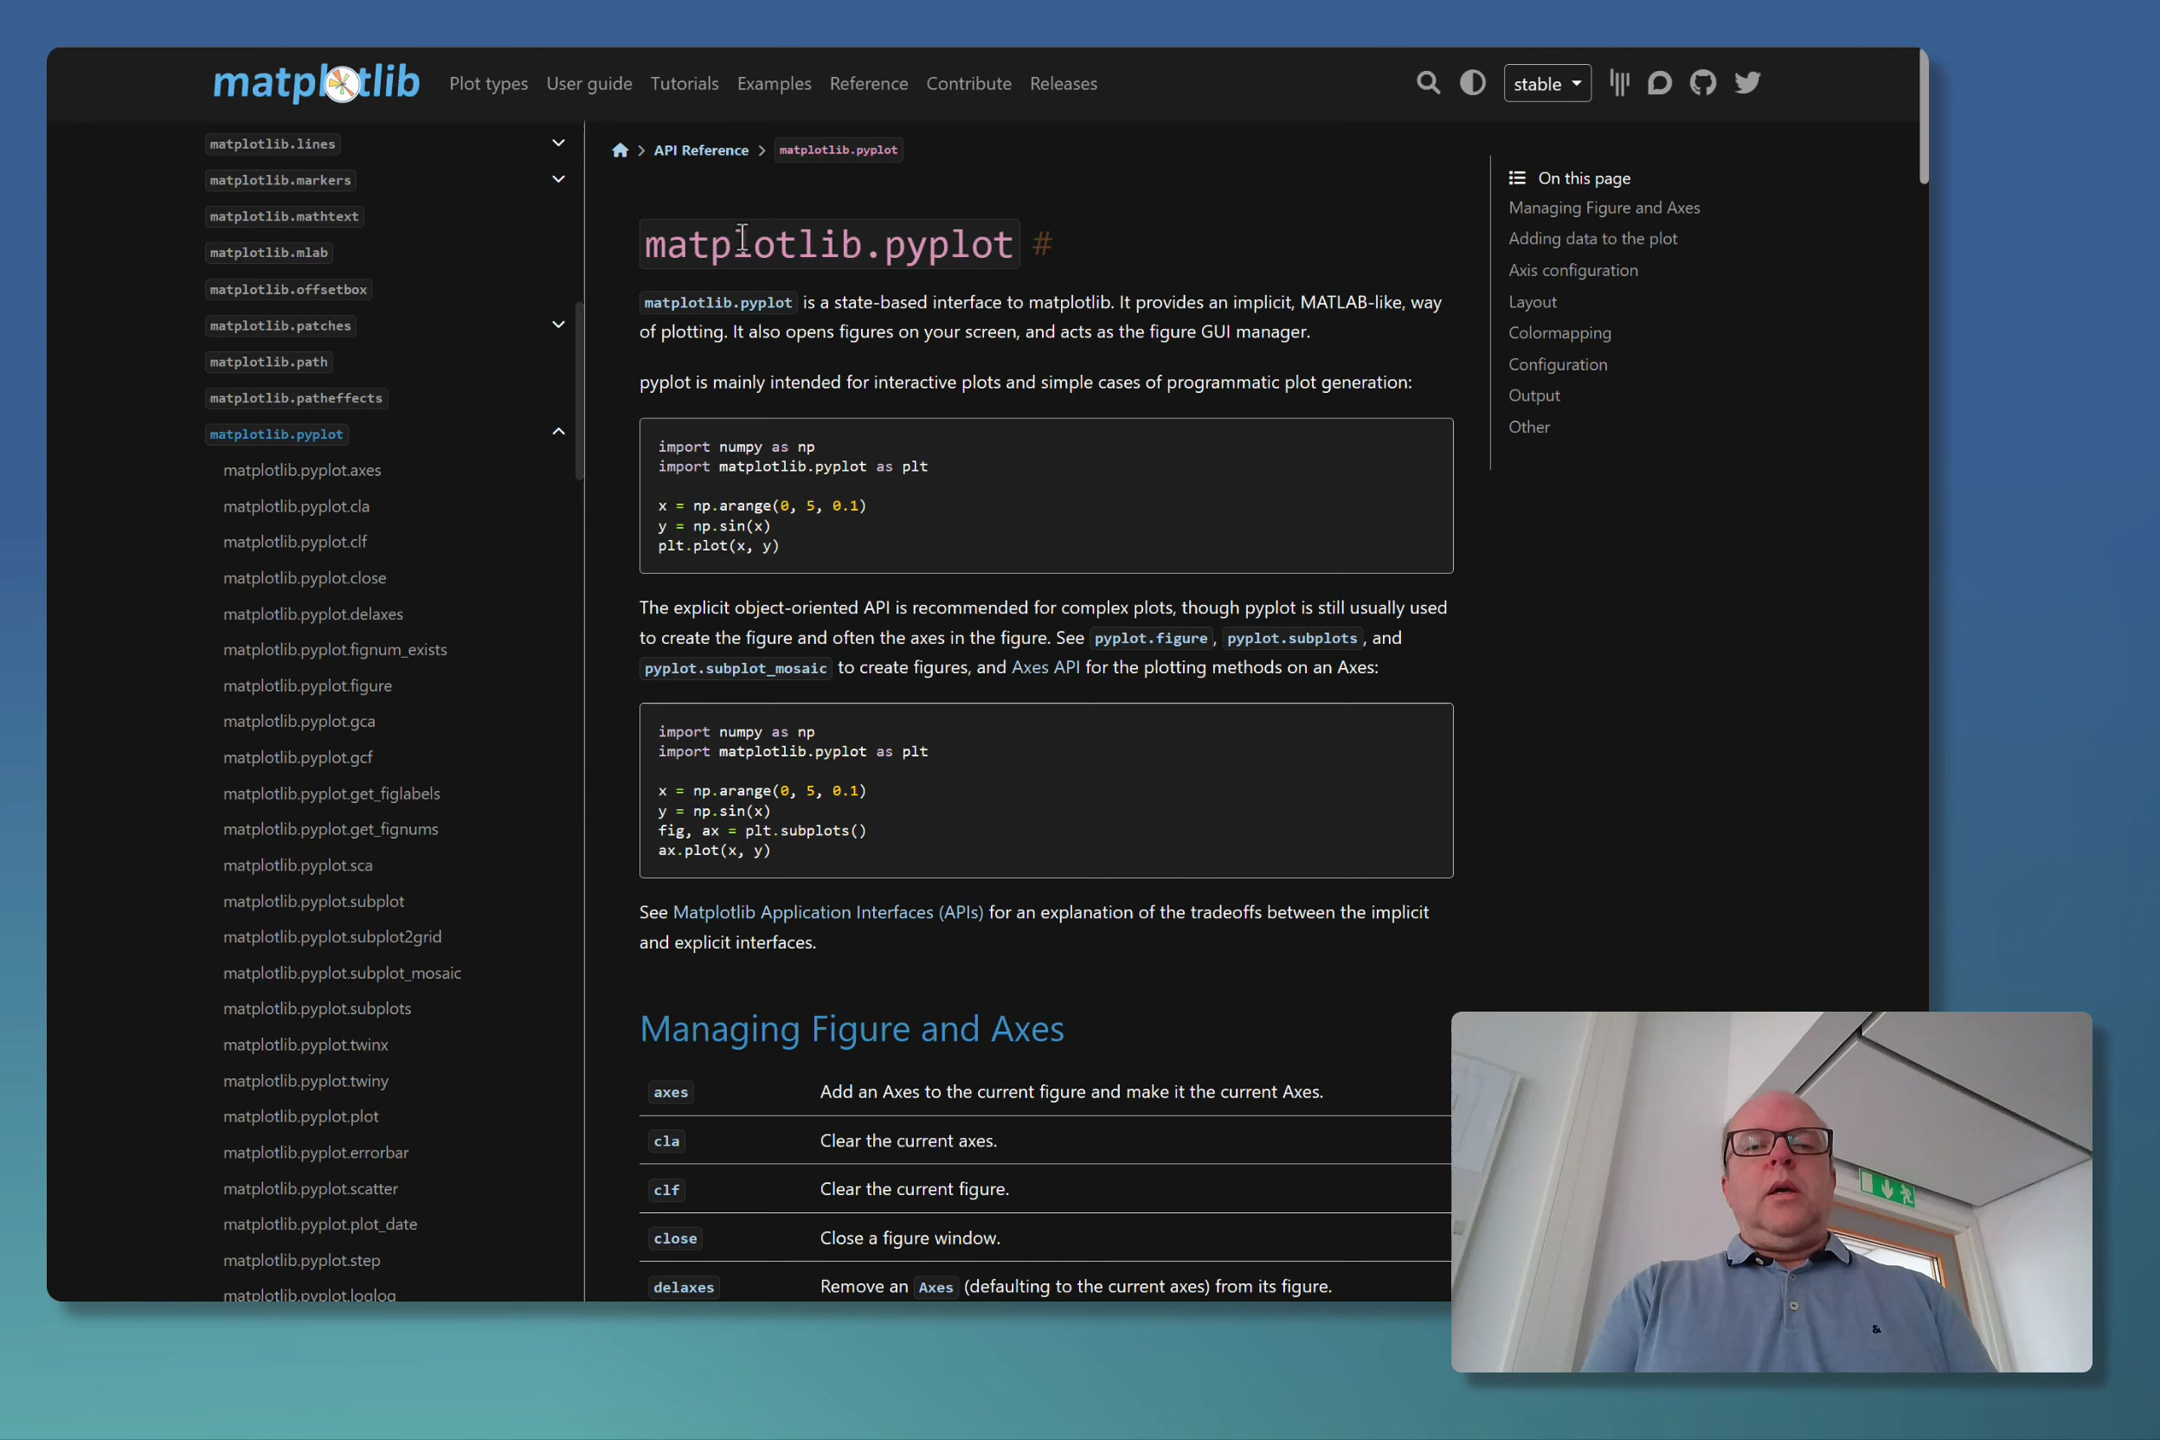 matplotlib
Plot types
User guide
Tutorials
Examples
Reference
Contribute
Releases
stable
matplotlib.lines
matplotlib.markers
matplotlib.mathtext
matplotlib.mlab
matplotlib.offsetbox
matplotlib.patches
matplotlib.path
matplotlib.patheffects
matplotlib.pyplot
matplotlib.pyplot.axes
matplotlib.pyplot.cla
matplotlib.pyplot.clf
matplotlib.pyplot.close
matplotlib.pyplot.delaxes
matplotlib.pyplot.fignum_exists
matplotlib.pyplot.figure
matplotlib.pyplot.gca
matplotlib.pyplot.gcf
matplotlib.pyplot.get_figlabels
matplotlib.pyplot.get_fignums
matplotlib.pyplot.sca
matplotlib.pyplot.subplot
matplotlib.pyplot.subplot2grid
matplotlib.pyplot.subplot_mosaic
matplotlib.pyplot.subplots
matplotlib.pyplot.twinx
matplotlib.pyplot.twiny
matplotlib.pyplot.plot
matplotlib.pyplot.errorbar
matplotlib.pyplot.scatter
matplotlib.pyplot.plot_date
matplotlib.pyplot.step
matplotlib.pyplot.loglog
API Reference > matplotlib.pyplot
matplotlib.pyplot #
matplotlib.pyplot is a state-based interface to matplotlib. It provides an implicit, MATLAB-like, way
of plotting. It also opens figures on your screen, and acts as the figure GUI manager.
pyplot is mainly intended for interactive plots and simple cases of programmatic plot generation:
import numpy as np
import matplotlib.pyplot as plt
x = np.arange(0, 5, 0.1)
y = np.sin(x)
plt.plot(x, y)
The explicit object-oriented API is recommended for complex plots, though pyplot is still usually used
to create the figure and often the axes in the figure. See pyplot.figure, pyplot.subplots, and
pyplot.subplot_mosaic to create figures, and Axes API for the plotting methods on an Axes:
import numpy as np
import matplotlib.pyplot as plt
x = np.arange(0, 5, 0.1)
y = np.sin(x)
fig, ax = plt.subplots()
ax.plot(x, y)
See Matplotlib Application Interfaces (APIs) for an explanation of the tradeoffs between the implicit
and explicit interfaces.
Managing Figure and Axes
axes Add an Axes to the current figure and make it the current Axes.
cla Clear the current axes.
clf Clear the current figure.
close Close a figure window.
delaxes Remove an Axes (defaulting to the current axes) from its figure.
On this page
Managing Figure and Axes
Adding data to the plot
Axis configuration
Layout
Colormapping
Configuration
Output
Other
&